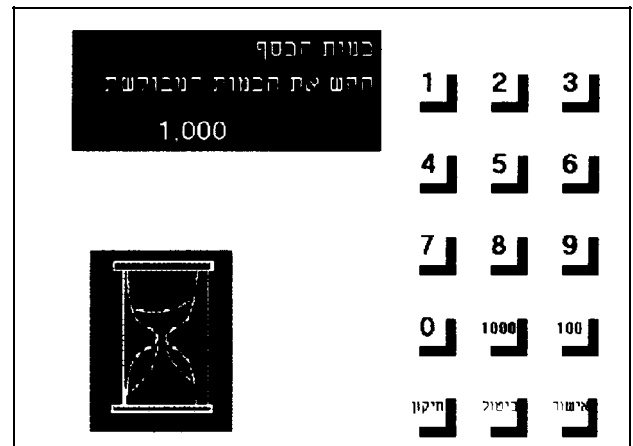 כמות הכסף
הקש את הכמות המבוקשת
1,000
1 2 3
4 5 6
7 8 9
0 1000 100
תיקון ביטול אישור